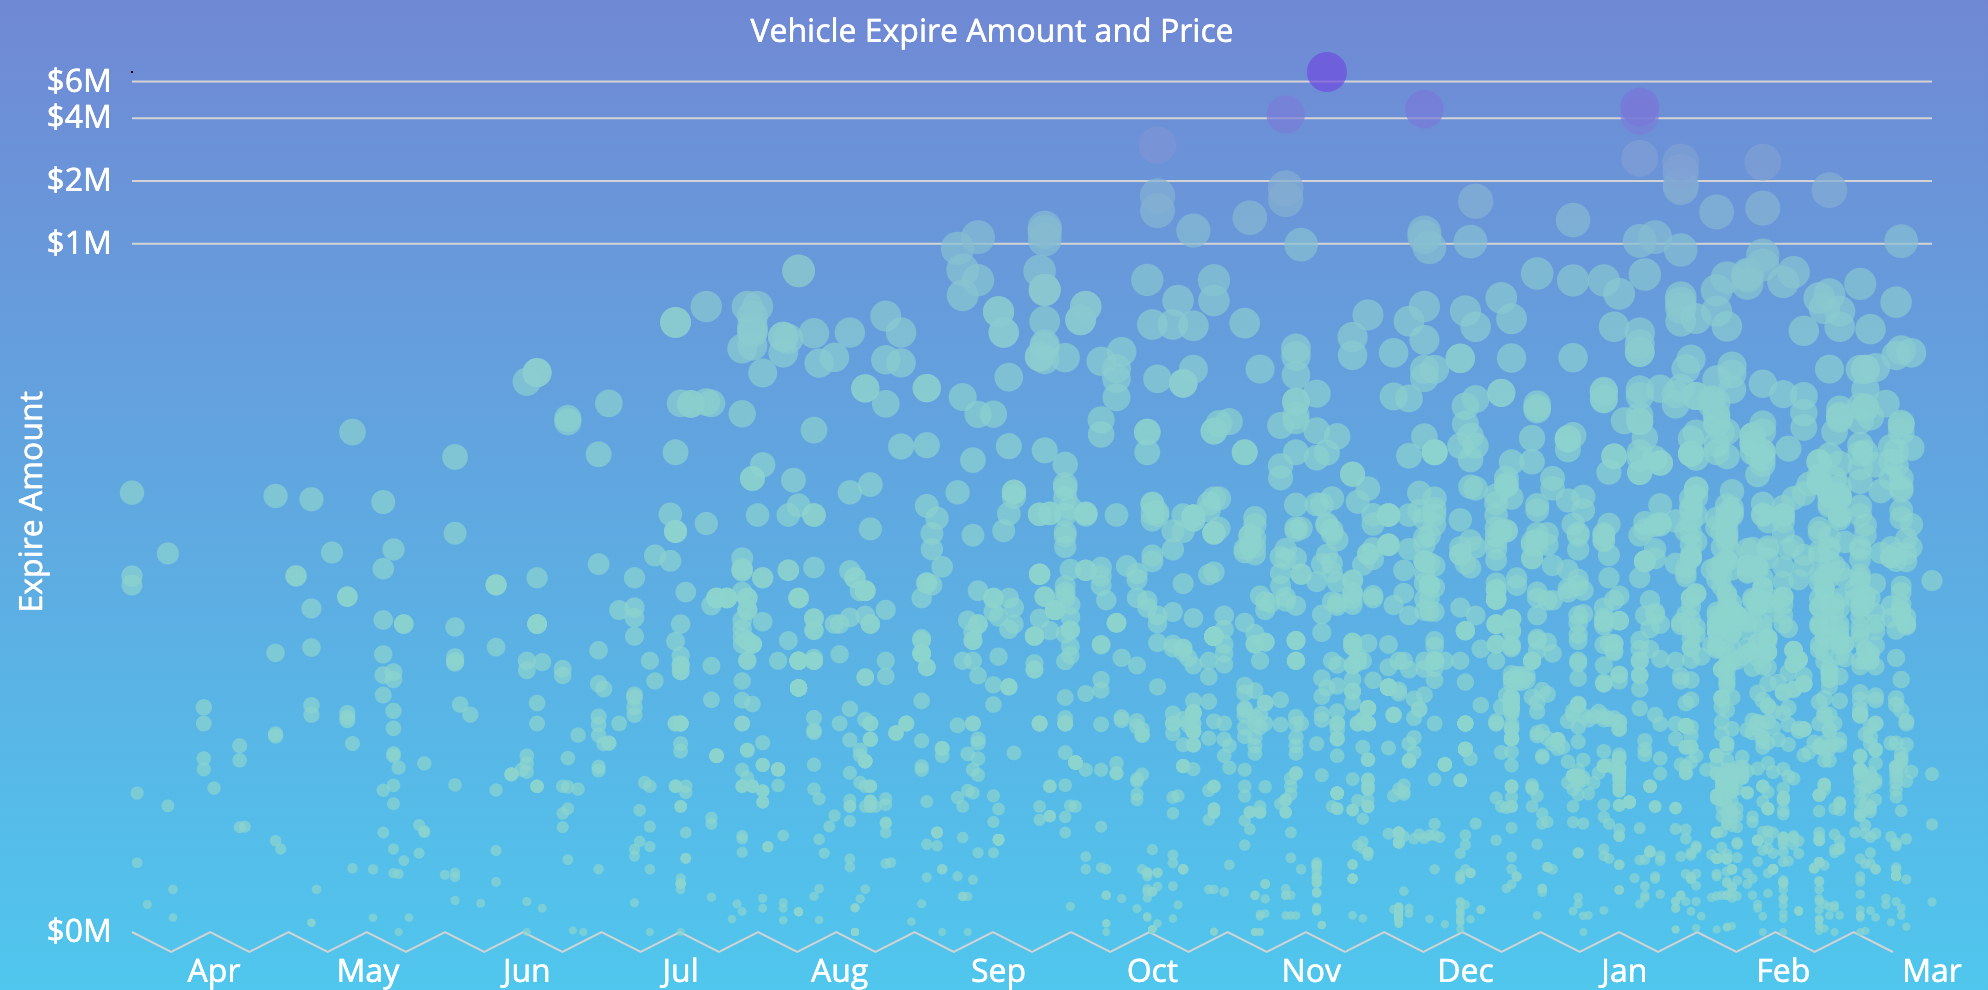 Vehicle Expire Amount and Price
$6M
$4M
$2M
$1M
$0M
Expire Amount
Apr May Jun Jul Aug Sep Oct Nov Dec Jan Feb Mar